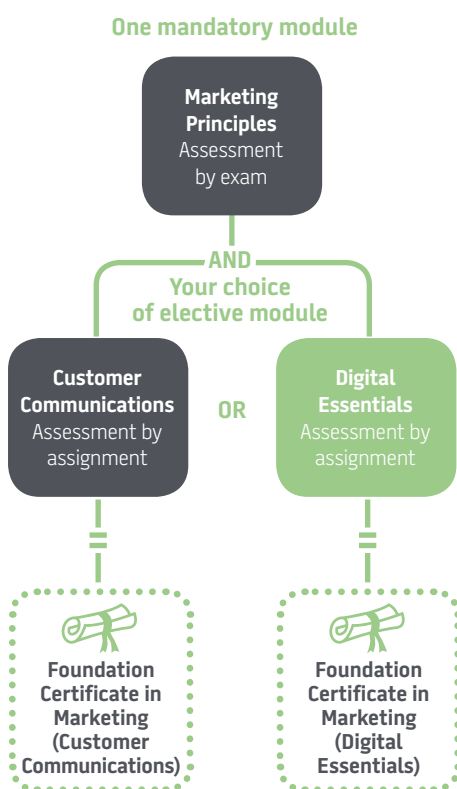 One mandatory module
Marketing
Principles
Assessment
by exam
AND
Your choice
of elective module
Customer
Communications
Assessment by
assignment
OR
Digital
Essentials
Assessment by
assignment
Foundation
Certificate in
Marketing
(Customer
Communications)
Foundation
Certificate in
Marketing
(Digital
Essentials)